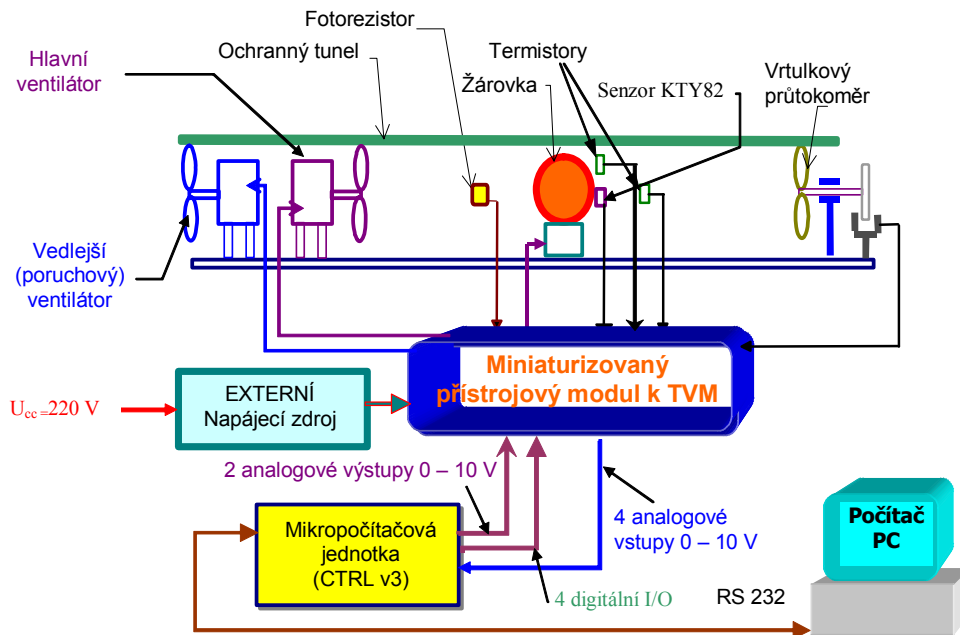 Fotorezistor
Ochranný tunel
Hlavní
ventilátor
Termistory
Žárovka
Senzor KTY82
Vrtulkový
průtokoměr
Vedlejší
(poruchový)
ventilátor
Miniaturizovaný
přístrojový modul k TVM
U_cc =220 V
EXTERNÍ
Napájecí zdroj
2 analogové výstupy 0 – 10 V
4 analogové
vstupy 0 – 10 V
Mikropočítačová
jednotka
(CTRL v3)
4 digitální I/O
RS 232
Počítač
PC